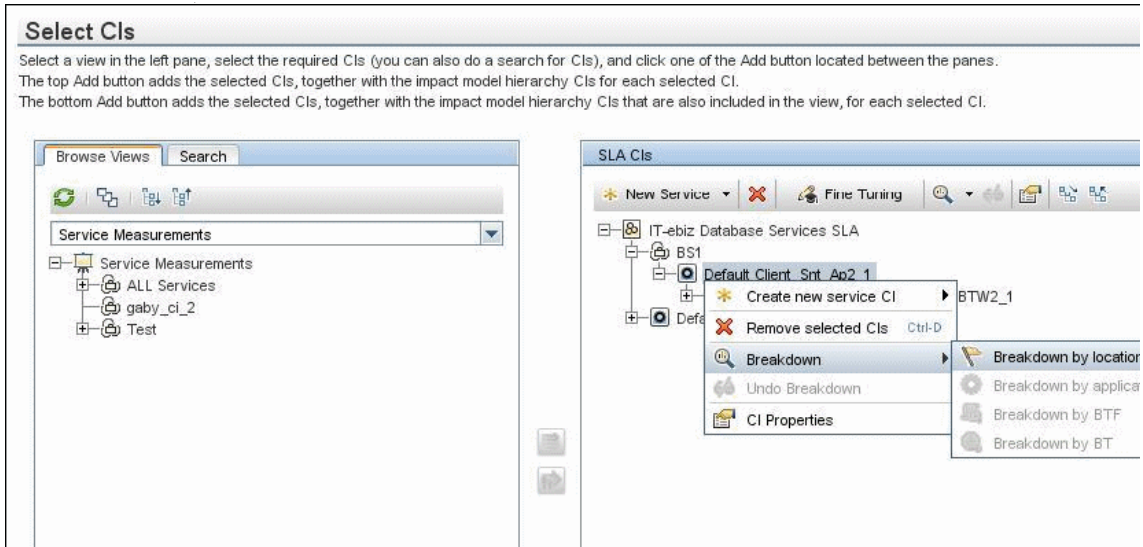 Select CIs
Select a view in the left pane, select the required CIs (you can also do a search for CIs), and click one of the Add button located between the panes.
The top Add button adds the selected CIs, together with the impact model hierarchy CIs for each selected CI.
The bottom Add button adds the selected CIs, together with the impact model hierarchy CIs that are also included in the view, for each selected CI.
Browse Views
Search
Service Measurements
Service Measurements
ALL Services
gaby_ci_2
Test
SLA CIs
New Service
Fine Tuning
IT-ebiz Database Services SLA
BS1
Default_Client_Snt_Ap2_1
BTW2_1
Defa
Create new service CI
Remove selected CIs Ctrl-D
Breakdown
Undo Breakdown
CI Properties
Breakdown by location
Breakdown by applica
Breakdown by BTF
Breakdown by BT